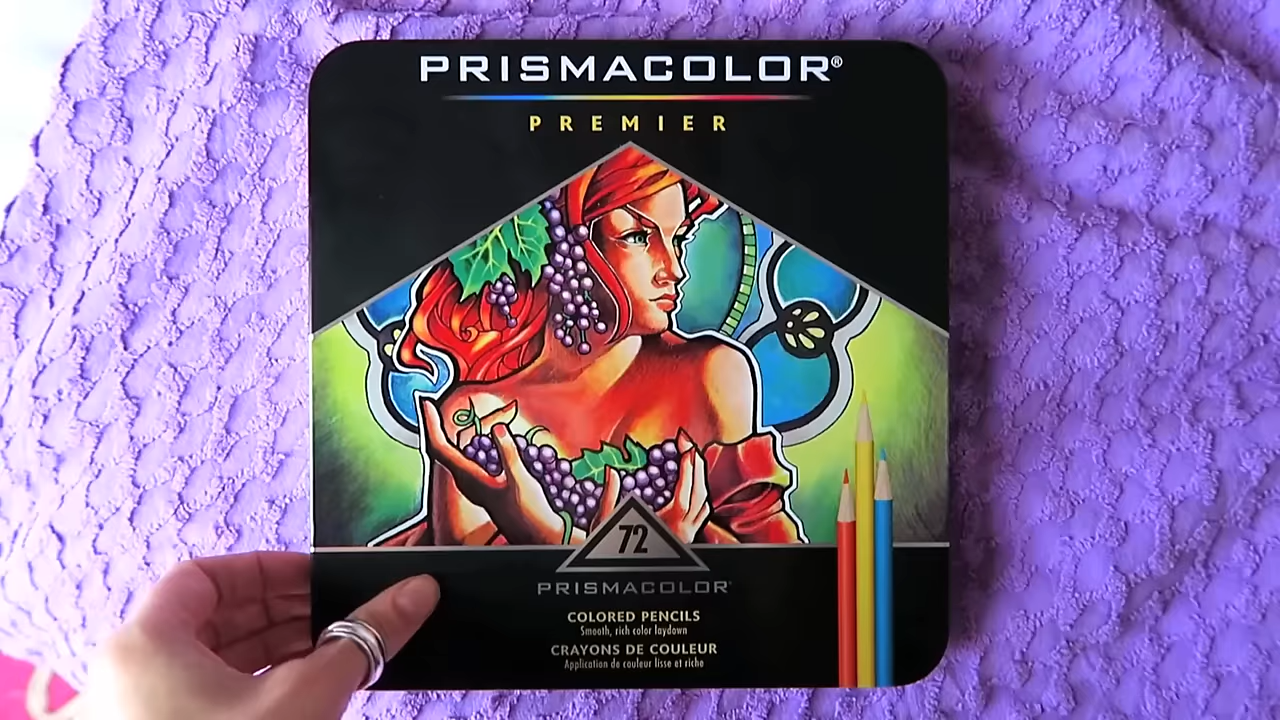 PRISMACOLOR®
PREMIER
72
PRISMACOLOR®
COLORED PENCILS
Smooth, rich color laydown
CRAYONS DE COULEUR
Application de couleur lisse et riche